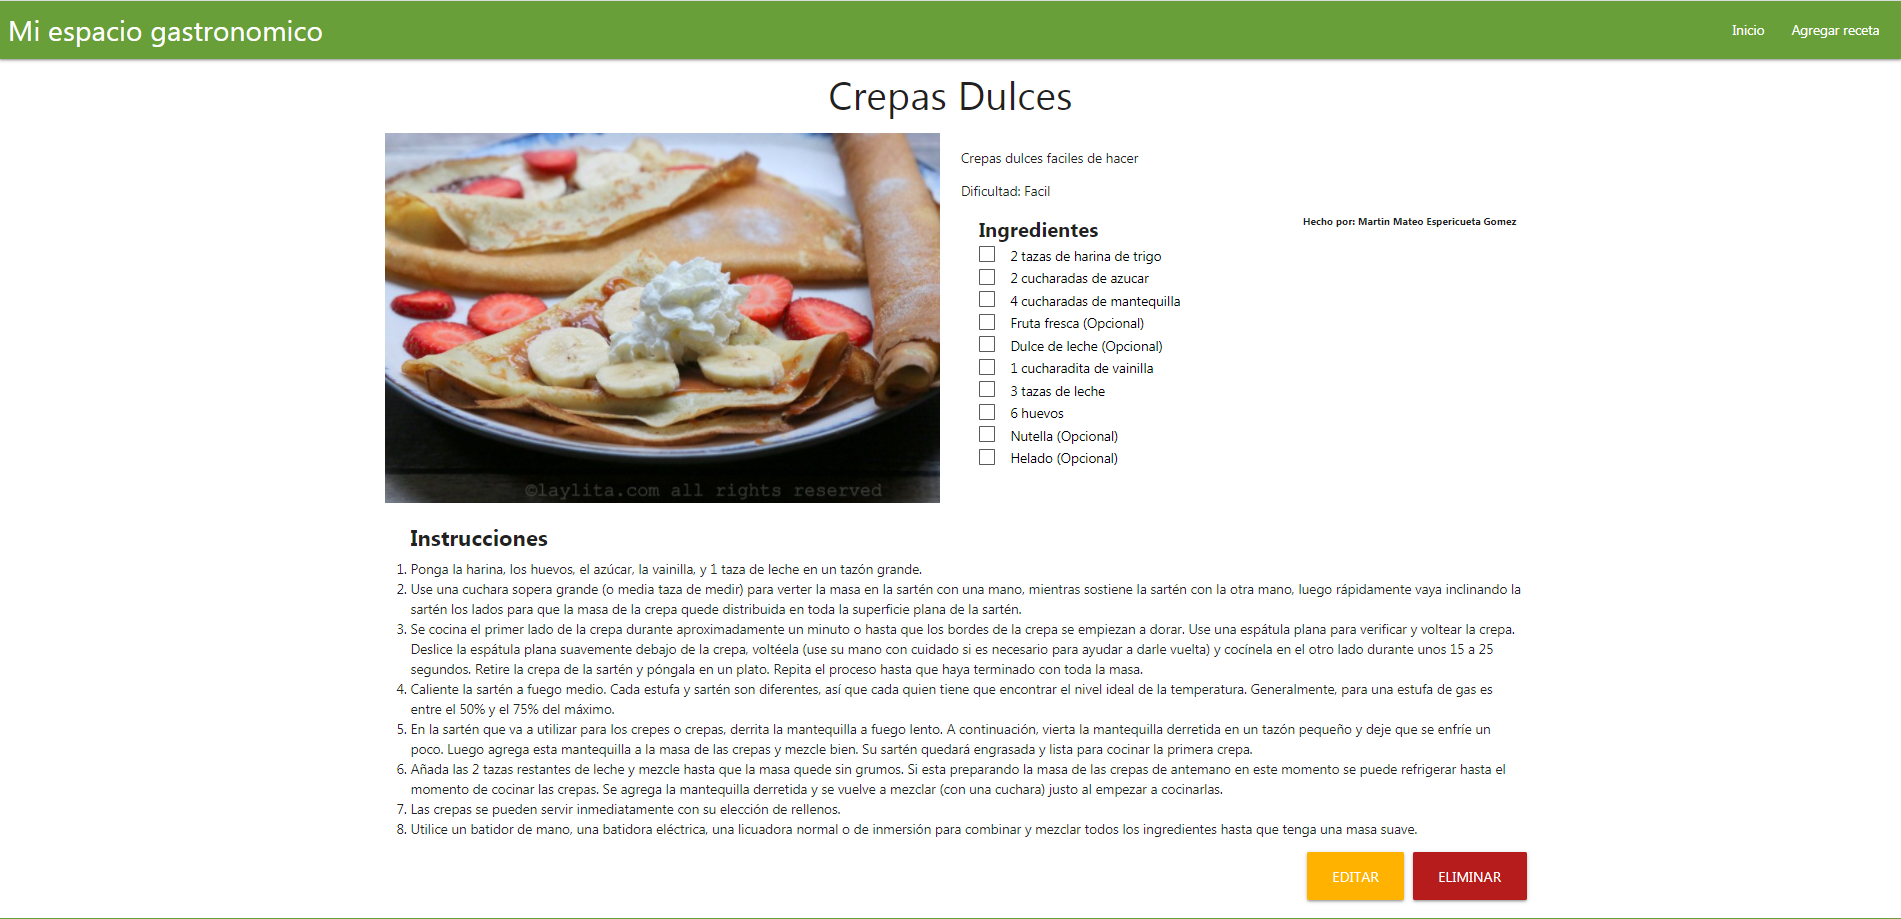 Mi espacio gastronomico
Inicio
Agregar receta
Crepas Dulces
Crepas dulces faciles de hacer
Dificultad: Facil
Ingredientes
Hecho por: Martin Mateo Espericueta Gomez
2 tazas de harina de trigo
2 cucharadas de azucar
4 cucharadas de mantequilla
Fruta fresca (Opcional)
Dulce de leche (Opcional)
1 cucharadita de vainilla
3 tazas de leche
6 huevos
Nutella (Opcional)
Helado (Opcional)
©laylita.com all rights reserved
Instrucciones
1. Ponga la harina, los huevos, el azúcar, la vainilla, y 1 taza de leche en un tazón grande.
2. Use una cuchara sopera grande (o media taza de medir) para verter la masa en la sartén con una mano, mientras sostiene la sartén con la otra mano, luego rápidamente vaya inclinando la
sartén los lados para que la masa de la crepa quede distribuida en toda la superficie plana de la sartén.
3. Se cocina el primer lado de la crepa durante aproximadamente un minuto o hasta que los bordes de la crepa se empiezan a dorar. Use una espátula plana para verificar y voltear la crepa.
Deslice la espátula plana suavemente debajo de la crepa, voltéela (use su mano con cuidado si es necesario para ayudar a darle vuelta) y cocínela en el otro lado durante unos 15 a 25
segundos. Retire la crepa de la sartén y póngala en un plato. Repita el proceso hasta que haya terminado con toda la masa.
4. Caliente la sartén a fuego medio. Cada estufa y sartén son diferentes, así que cada quien tiene que encontrar el nivel ideal de la temperatura. Generalmente, para una estufa de gas es
entre el 50% y el 75% del máximo.
5. En la sartén que va a utilizar para los crepes o crepas, derrita la mantequilla a fuego lento. A continuación, vierta la mantequilla derretida en un tazón pequeño y deje que se enfríe un
poco. Luego agrega esta mantequilla a la masa de las crepas y mezcle bien. Su sartén quedará engrasada y lista para cocinar la primera crepa.
6. Añada las 2 tazas restantes de leche y mezcle hasta que la masa quede sin grumos. Si esta preparando la masa de las crepas de antemano en este momento se puede refrigerar hasta el
momento de cocinar las crepas. Se agrega la mantequilla derretida y se vuelve a mezclar (con una cuchara) justo al empezar a cocinarlas.
7. Las crepas se pueden servir inmediatamente con su elección de rellenos.
8. Utilice un batidor de mano, una batidora eléctrica, una licuadora normal o de inmersión para combinar y mezclar todos los ingredientes hasta que tenga una masa suave.
EDITAR
ELIMINAR